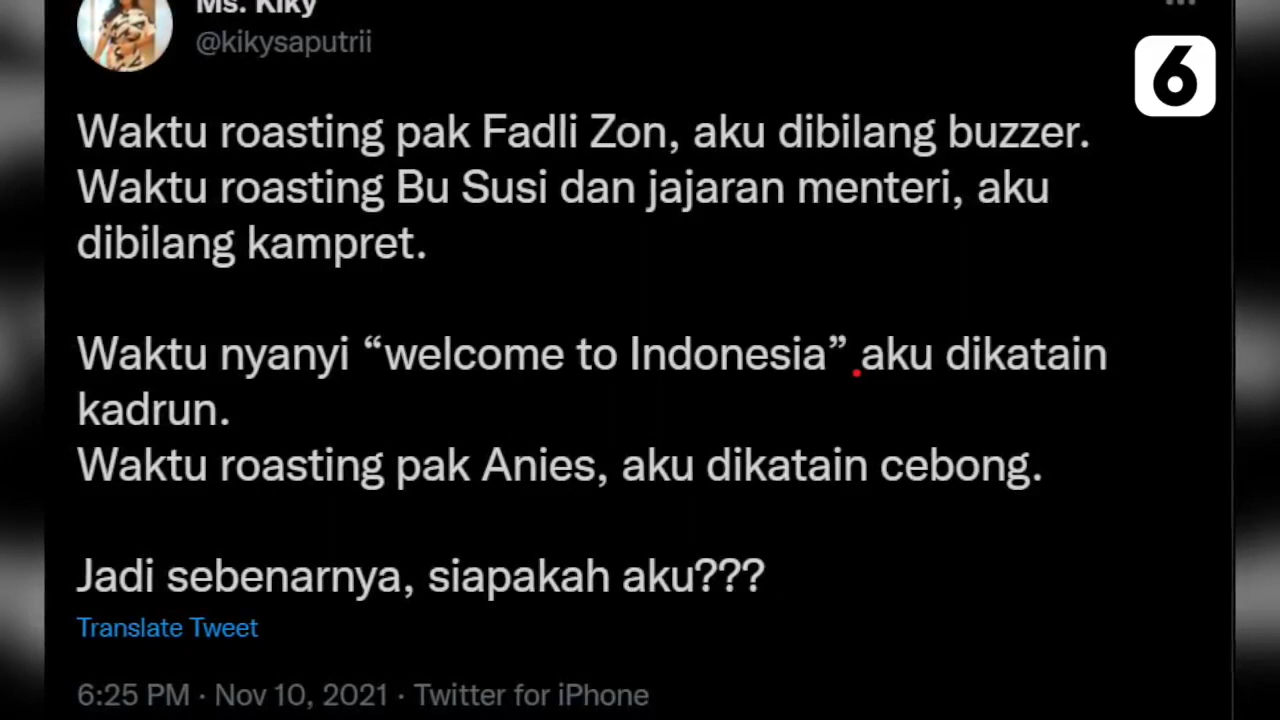 Ms. Kiky
@kikysaputrii
6
Waktu roasting pak Fadli Zon, aku dibilang buzzer.
Waktu roasting Bu Susi dan jajaran menteri, aku
dibilang kampret.
Waktu nyanyi “welcome to Indonesia” aku dikatain
kadrun.
Waktu roasting pak Anies, aku dikatain cebong.
Jadi sebenarnya, siapakah aku???
Translate Tweet
6:25 PM · Nov 10, 2021 · Twitter for iPhone